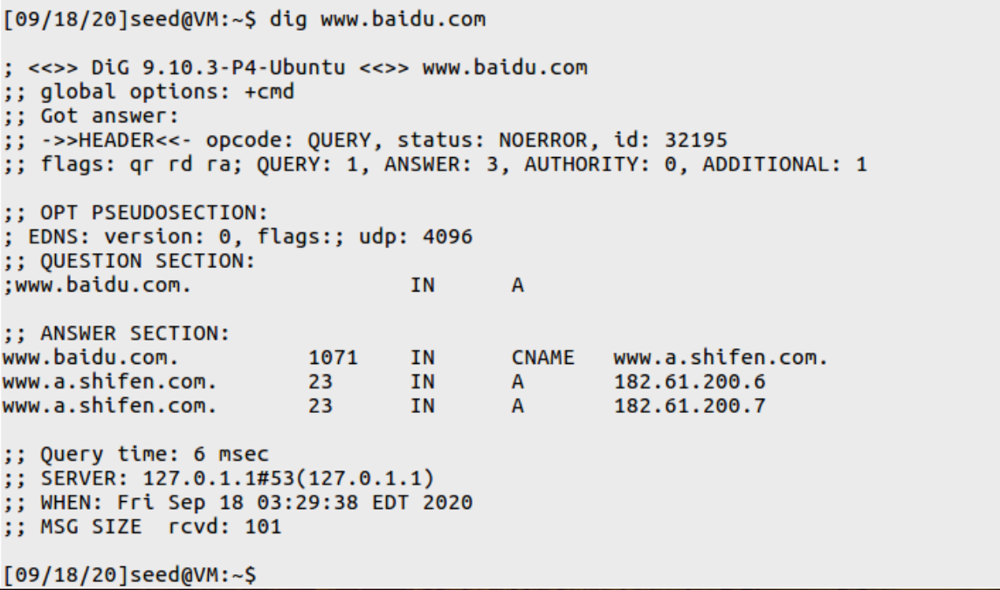 [09/18/20]seed@VM:~$ dig www.baidu.com
; <<>> DiG 9.10.3-P4-Ubuntu <<>> www.baidu.com
;; global options: +cmd
;; Got answer:
;; ->>HEADER<<- opcode: QUERY, status: NOERROR, id: 32195
;; flags: qr rd ra; QUERY: 1, ANSWER: 3, AUTHORITY: 0, ADDITIONAL: 1
;; OPT PSEUDOSECTION:
; EDNS: version: 0, flags:; udp: 4096
;; QUESTION SECTION:
;www.baidu.com. IN A
;; ANSWER SECTION:
www.baidu.com. 1071 IN CNAME www.a.shifen.com.
www.a.shifen.com. 23 IN A 182.61.200.6
www.a.shifen.com. 23 IN A 182.61.200.7
;; Query time: 6 msec
;; SERVER: 127.0.1.1#53(127.0.1.1)
;; WHEN: Fri Sep 18 03:29:38 EDT 2020
;; MSG SIZE rcvd: 101
[09/18/20]seed@VM:~$